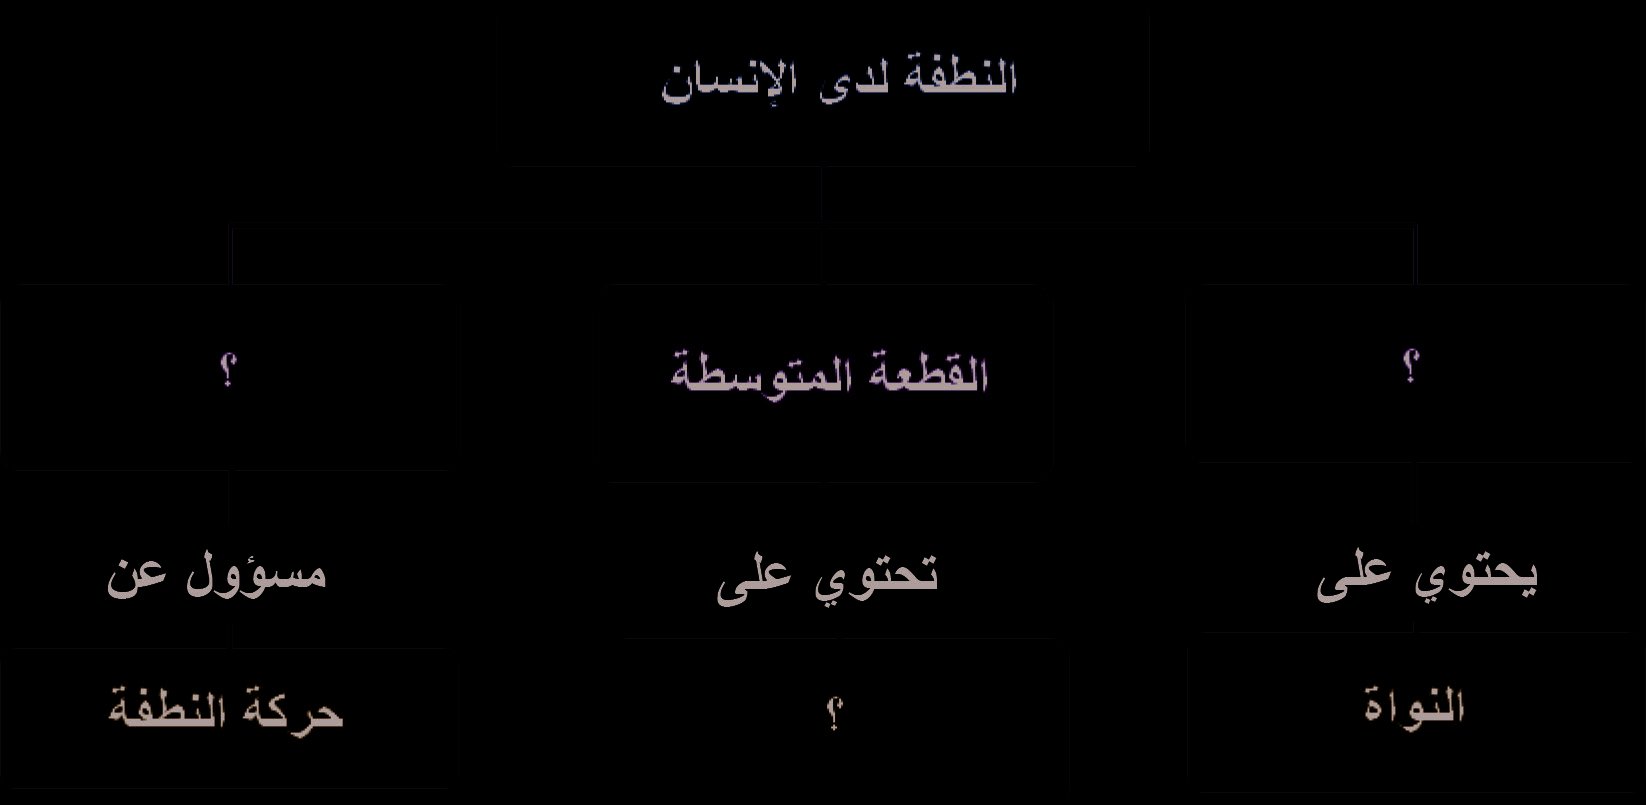 النطفة لدى الإنسان
؟
القطعة المتوسطة
؟
يحتوي على
تحتوي على
مسؤول عن
النواة
؟
حركة النطفة